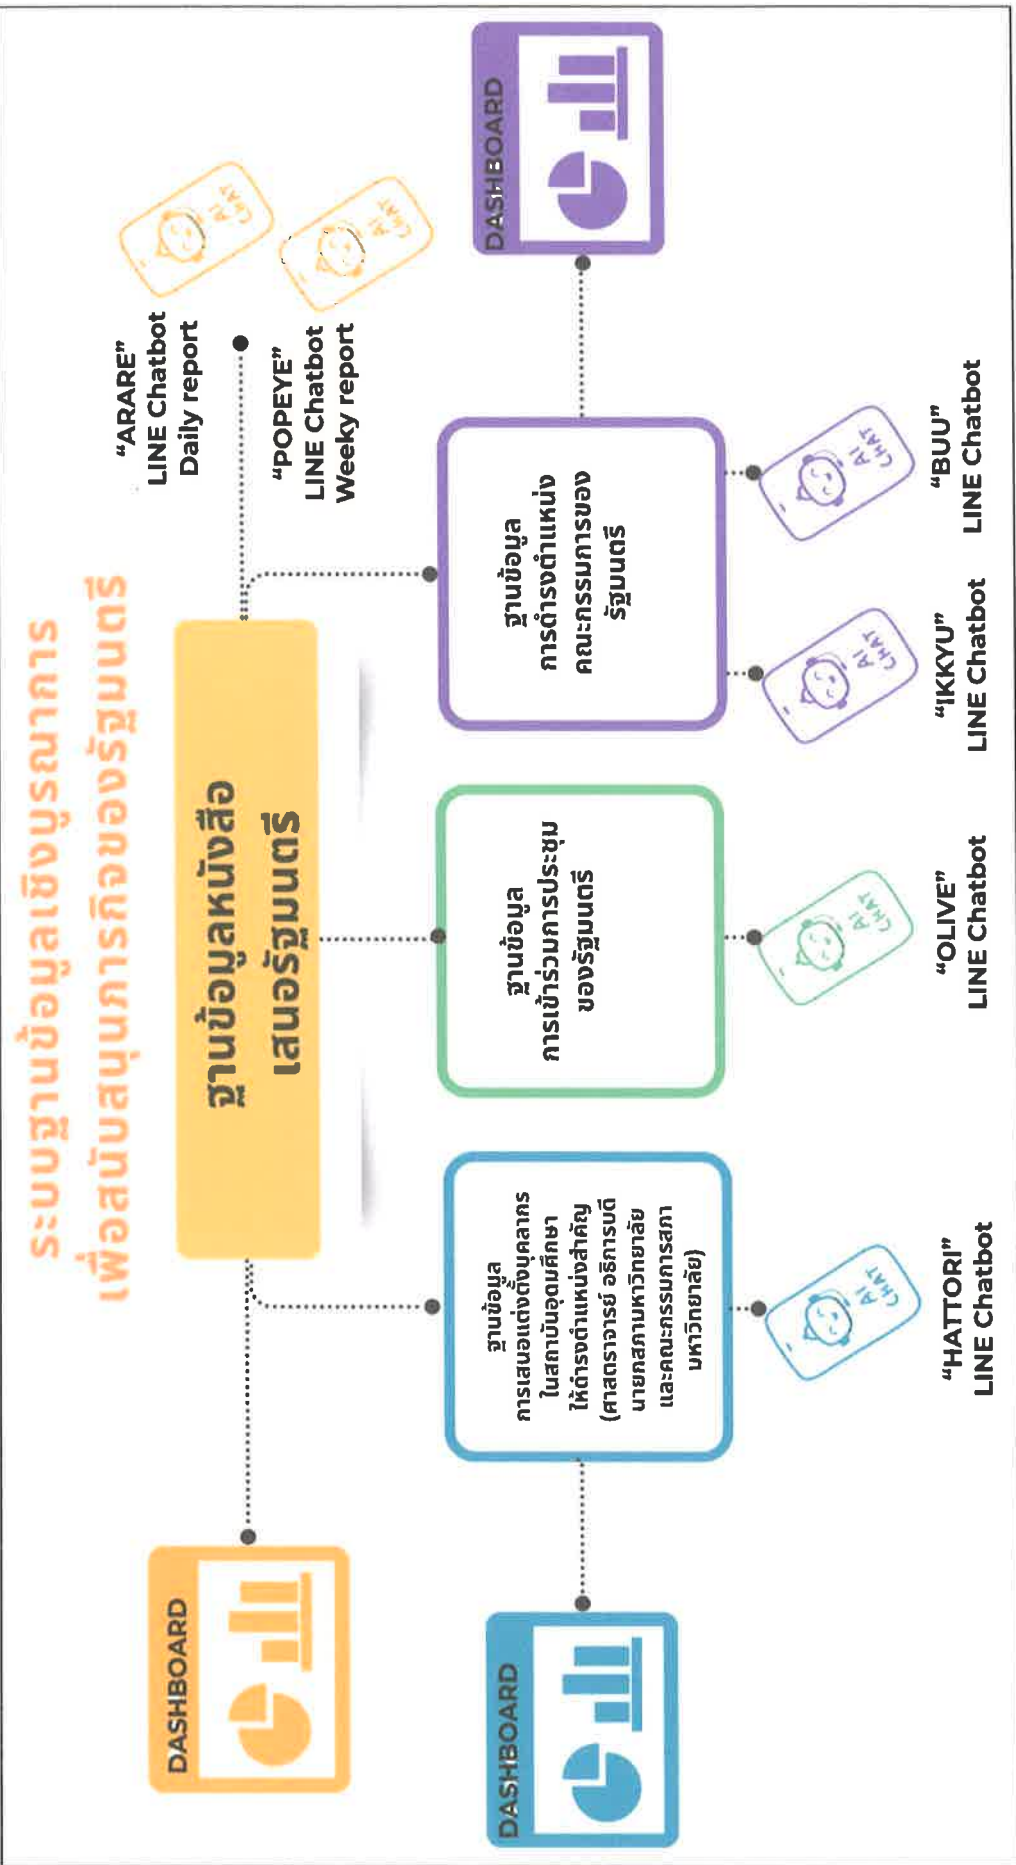 ระบบฐานข้อมูลเชิงบูรณาการ
เพื่อสนับสนุนภารกิจของรัฐมนตรี
DASHBOARD
ฐานข้อมูลหนังสือ
เสนอรัฐมนตรี
"ARARE"
LINE Chatbot
Daily report
AI
CHAT
"POPEYE"
LINE Chatbot
Weeky report
AI
CHAT
DASHBOARD
ฐานข้อมูล
การเสนอแต่งตั้งบุคลากร
ในสถาบันอุดมศึกษา
ให้ดำรงตำแหน่งสำคัญ
(ศาสตราจารย์ อธิการบดี
นายกสภามหาวิทยาลัย
และคณะกรรมการสภา
มหาวิทยาลัย)
ฐานข้อมูล
การเข้าร่วมการประชุม
ของรัฐมนตรี
ฐานข้อมูล
การดำรงตำแหน่ง
คณะกรรมการของ
รัฐมนตรี
DASHBOARD
AI
CHAT
"HATTORI"
LINE Chatbot
AI
CHAT
"OLIVE"
LINE Chatbot
AI
CHAT
"IKKYU"
LINE Chatbot
AI
CHAT
"BUU"
LINE Chatbot